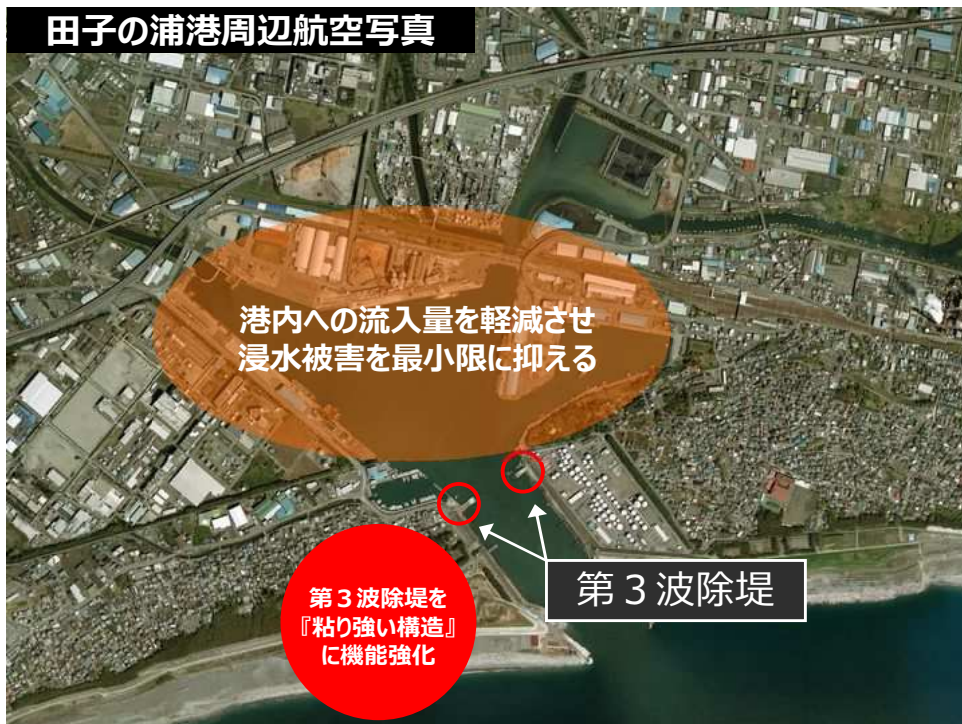 田子の浦港周辺航空写真
港内への流入量を軽減させ
浸水被害を最小限に抑える
第３波除堤
第３波除堤を
『粘り強い構造』
に機能強化